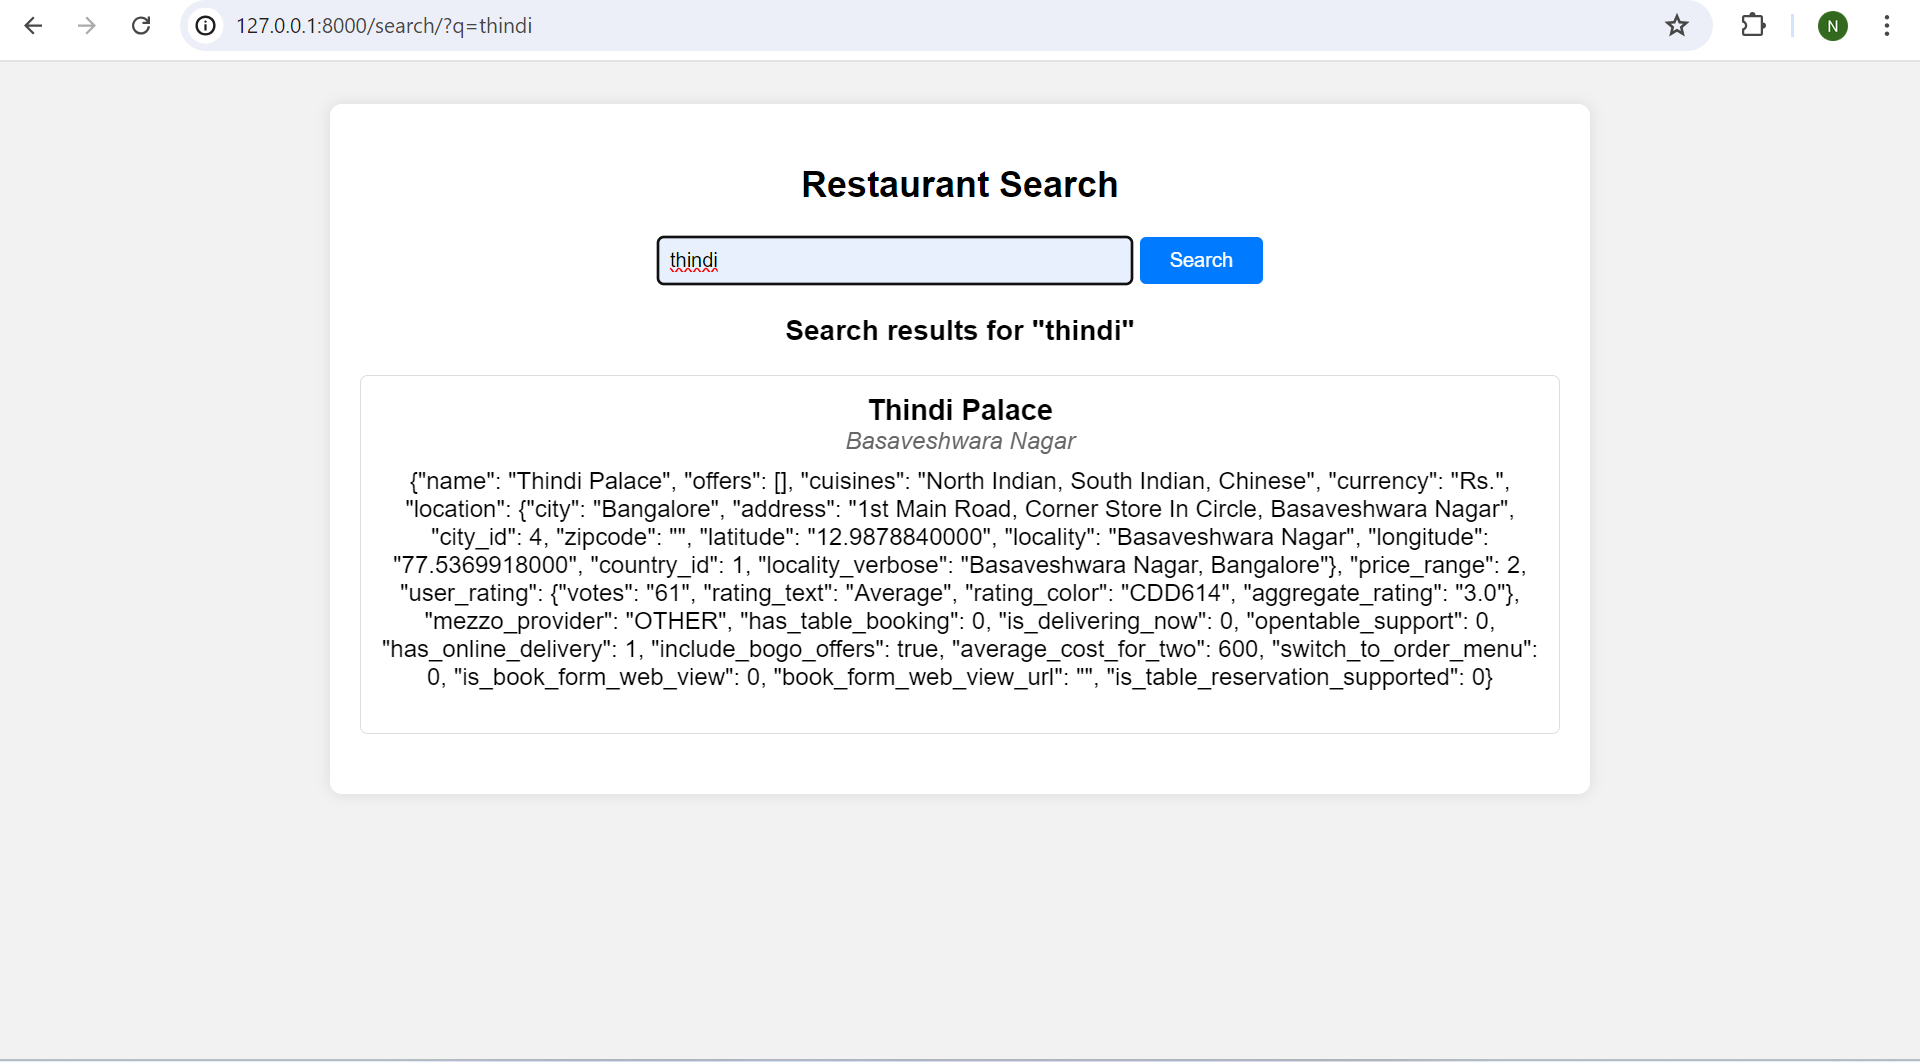 127.0.0.1:8000/search/?q=thindi
N
Restaurant Search
thindi
Search
Search results for "thindi"
Thindi Palace
Basaveshwara Nagar
{"name": "Thindi Palace", "offers": [], "cuisines": "North Indian, South Indian, Chinese", "currency": "Rs.",
"location": {"city": "Bangalore", "address": "1st Main Road, Corner Store In Circle, Basaveshwara Nagar",
"city_id": 4, "zipcode": "", "latitude": "12.9878840000", "locality": "Basaveshwara Nagar", "longitude":
"77.5369918000", "country_id": 1, "locality_verbose": "Basaveshwara Nagar, Bangalore"}, "price_range": 2,
"user_rating": {"votes": "61", "rating_text": "Average", "rating_color": "CDD614", "aggregate_rating": "3.0"},
"mezzo_provider": "OTHER", "has_table_booking": 0, "is_delivering_now": 0, "opentable_support": 0,
"has_online_delivery": 1, "include_bogo_offers": true, "average_cost_for_two": 600, "switch_to_order_menu":
0, "is_book_form_web_view": 0, "book_form_web_view_url": "", "is_table_reservation_supported": 0}